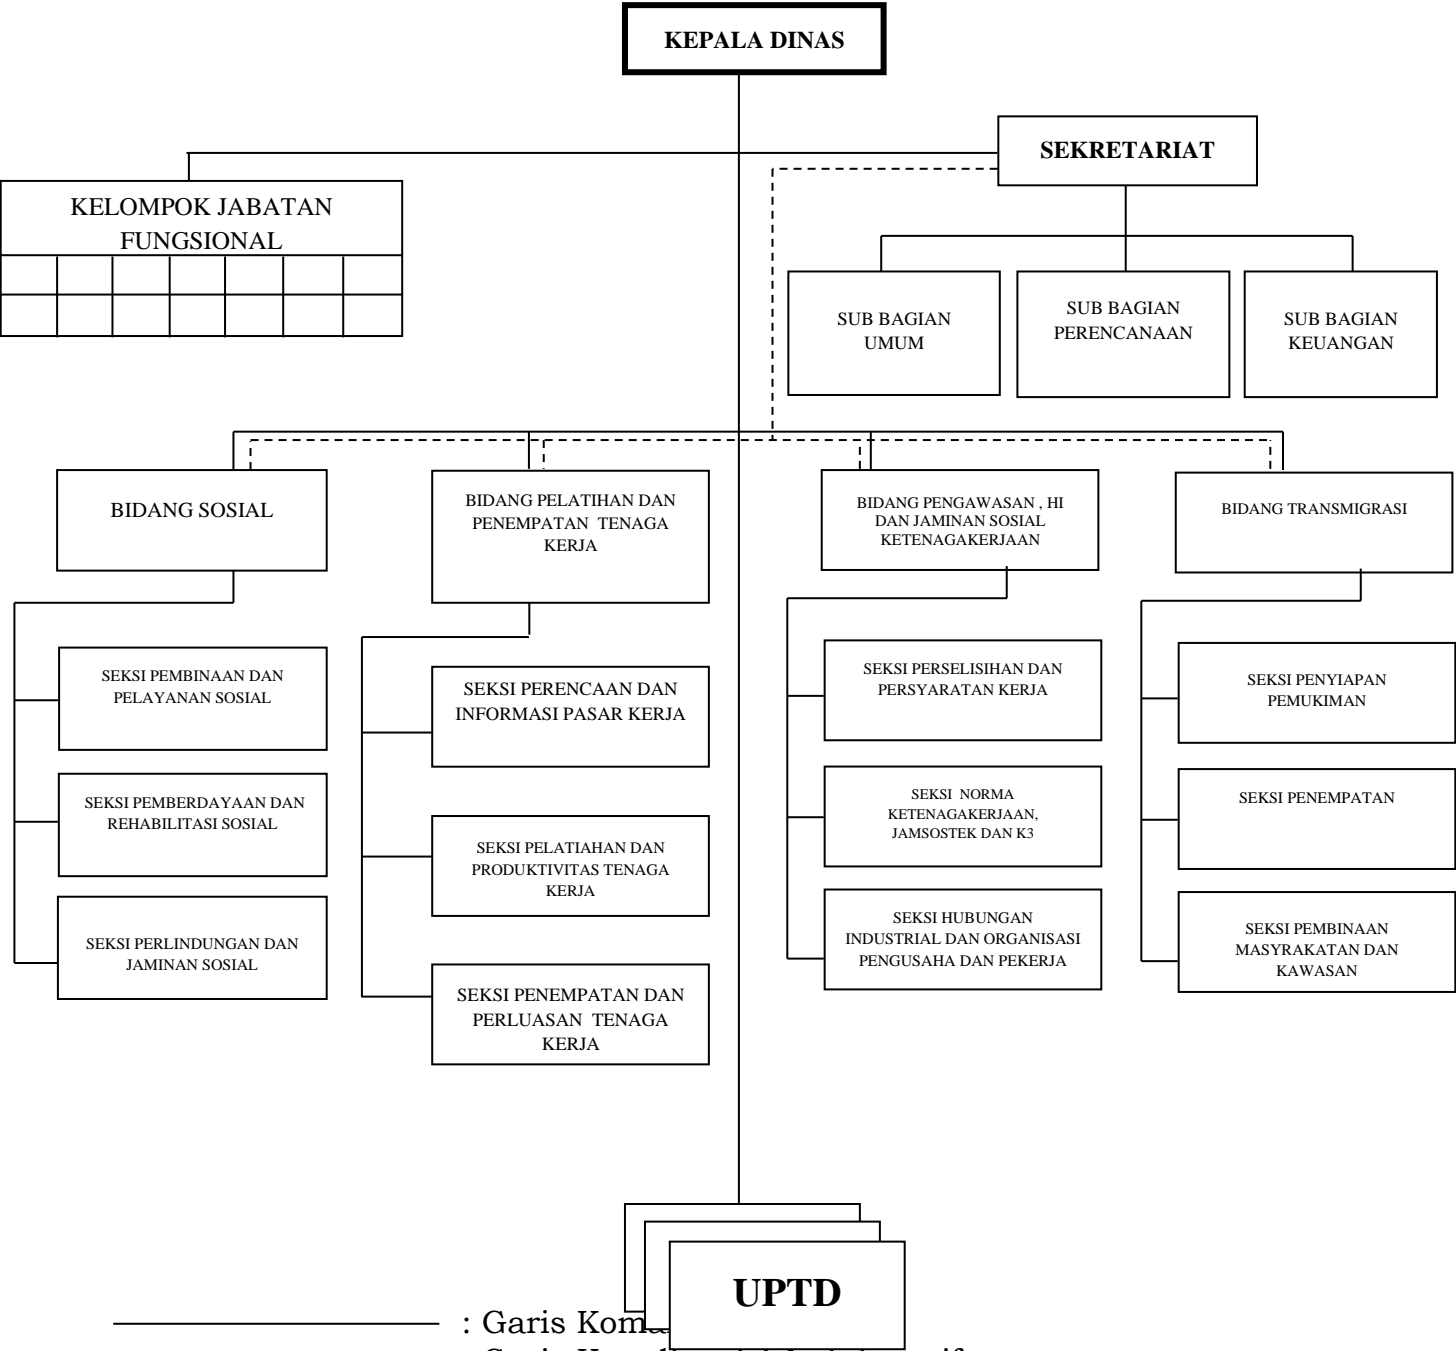 KEPALA DINAS
SEKRETARIAT
KELOMPOK JABATAN
FUNGSIONAL
SUB BAGIAN
UMUM
SUB BAGIAN
PERENCANAAN
SUB BAGIAN
KEUANGAN
BIDANG SOSIAL
BIDANG PELATIHAN DAN
PENEMPATAN TENAGA
KERJA
BIDANG PENGAWASAN , HI
DAN JAMINAN SOSIAL
KETENAGAKERJAAN
BIDANG TRANSMIGRASI
SEKSI PEMBINAAN DAN
PELAYANAN SOSIAL
SEKSI PEMBERDAYAAN DAN
REHABILITASI SOSIAL
SEKSI PERLINDUNGAN DAN
JAMINAN SOSIAL
SEKSI PERENCAAN DAN
INFORMASI PASAR KERJA
SEKSI PELATIAHAN DAN
PRODUKTIVITAS TENAGA
KERJA
SEKSI PENEMPATAN DAN
PERLUASAN TENAGA
KERJA
SEKSI PERSELISIHAN DAN
PERSYARATAN KERJA
SEKSI NORMA
KETENAGAKERJAAN,
JAMSOSTEK DAN K3
SEKSI HUBUNGAN
INDUSTRIAL DAN ORGANISASI
PENGUSAHA DAN PEKERJA
SEKSI PENYIAPAN
PEMUKIMAN
SEKSI PENEMPATAN
SEKSI PEMBINAAN
MASYRAKATAN DAN
KAWASAN
UPTD
: Garis